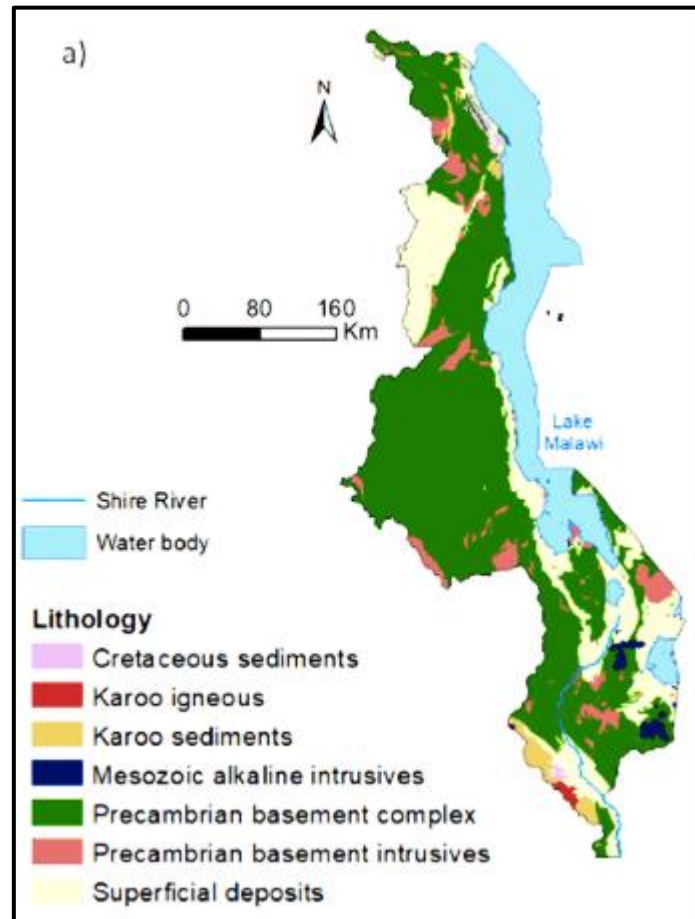 a)
N
0 80 160
Km
Lake
Malawi
Shire River
Water body
Lithology
Cretaceous sediments
Karoo igneous
Karoo sediments
Mesozoic alkaline intrusives
Precambrian basement complex
Precambrian basement intrusives
Superficial deposits